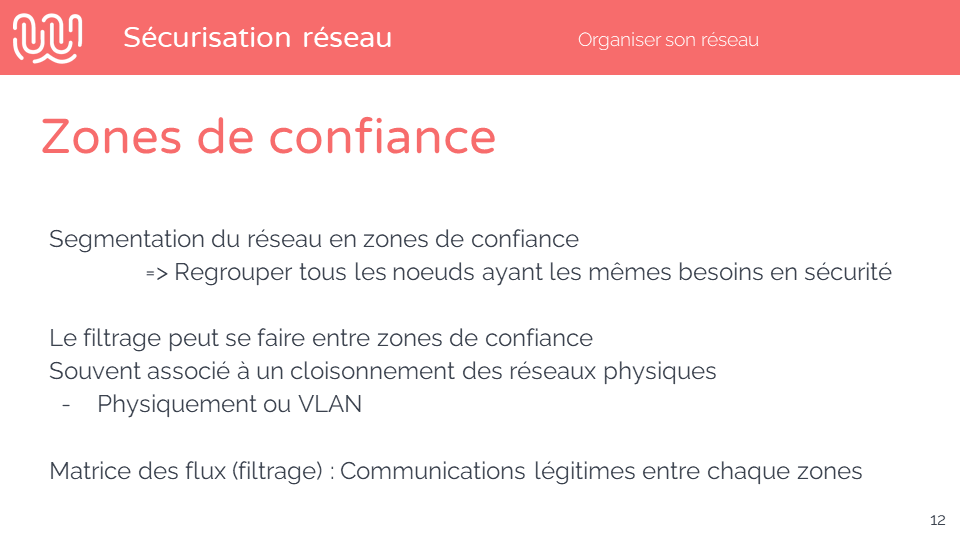 Sécurisation réseau
Organiser son réseau
Zones de confiance
Segmentation du réseau en zones de confiance
=> Regrouper tous les noeuds ayant les mêmes besoins en sécurité
Le filtrage peut se faire entre zones de confiance
Souvent associé à un cloisonnement des réseaux physiques
- Physiquement ou VLAN
Matrice des flux (filtrage) : Communications légitimes entre chaque zones
12